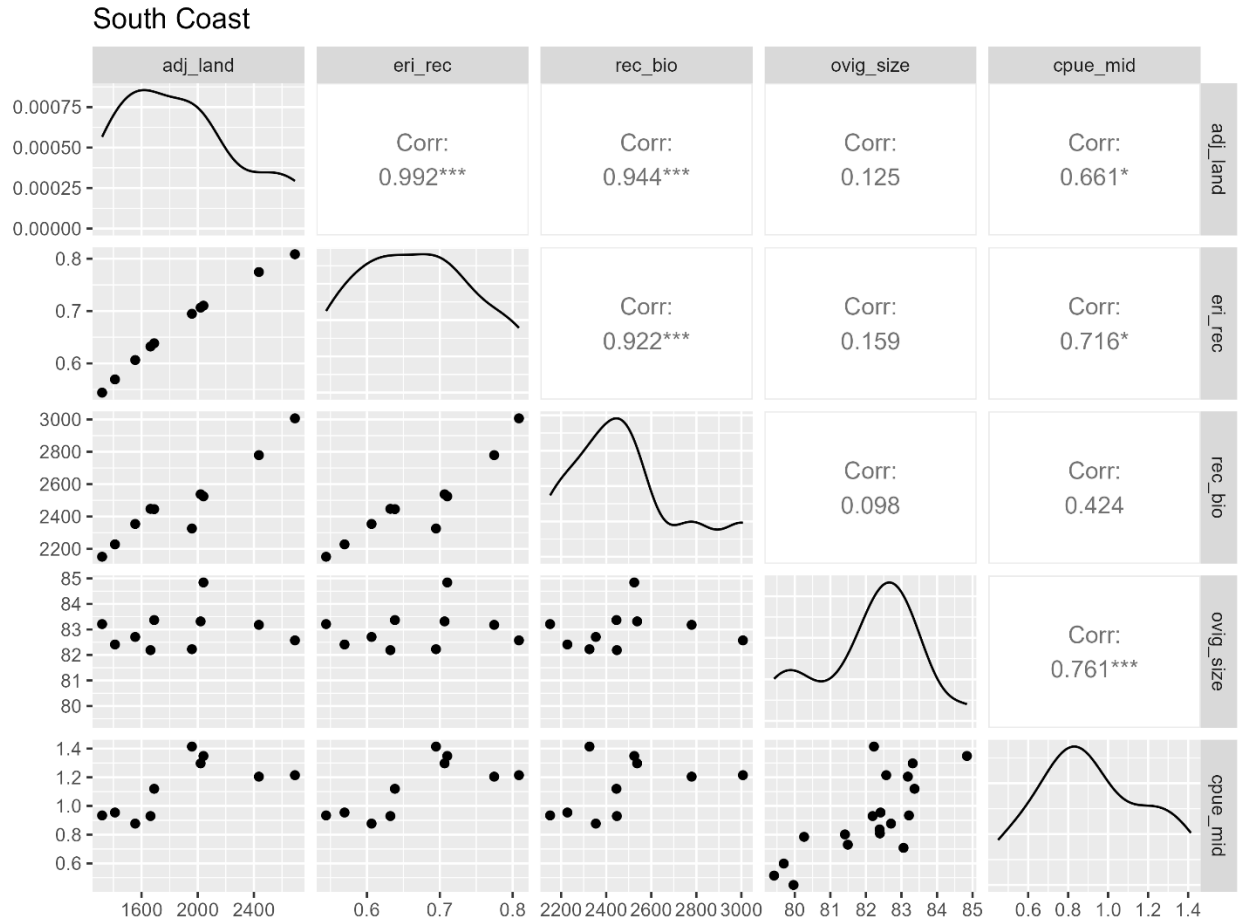 South Coast
adj_land eri_rec rec_bio ovig_size cpue_mid
0.00075
0.00050
0.00025
0.00000
Corr:
0.992***
Corr:
0.944***
Corr:
0.125
Corr:
0.661*
adj_land
0.8
0.7
0.6
Corr:
0.922***
Corr:
0.159
Corr:
0.716*
eri_rec
3000
2800
2600
2400
2200
Corr:
0.098
Corr:
0.424
rec_bio
85
84
83
82
81
80
Corr:
0.761***
ovig_size
1.4
1.2
1.0
0.8
0.6
cpue_mid
1600 2000 2400 0.6 0.7 0.8 2200 2400 2600 2800 3000 80 81 82 83 84 85 0.6 0.8 1.0 1.2 1.4